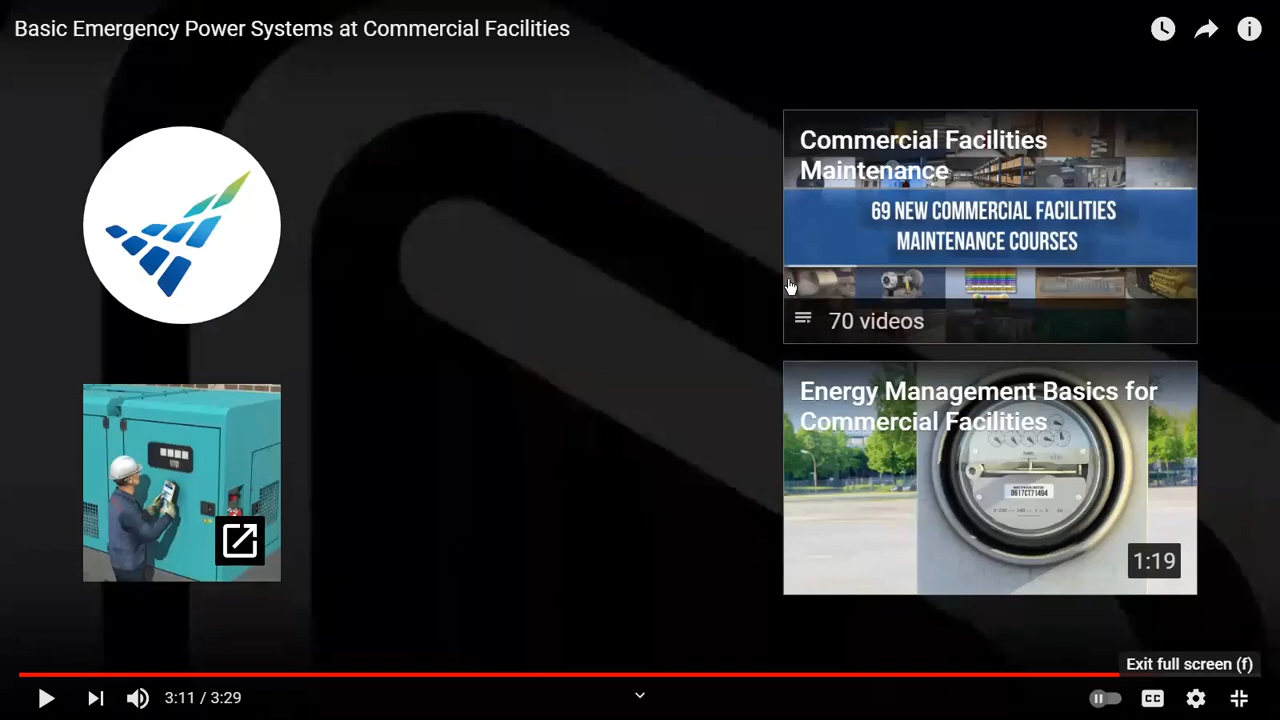 Basic Emergency Power Systems at Commercial Facilities
Commercial Facilities
Maintenance
69 NEW COMMERCIAL FACILITIES
MAINTENANCE COURSES
70 videos
Energy Management Basics for
Commercial Facilities
1:19
Exit full screen (f)
3:11 / 3:29
CC